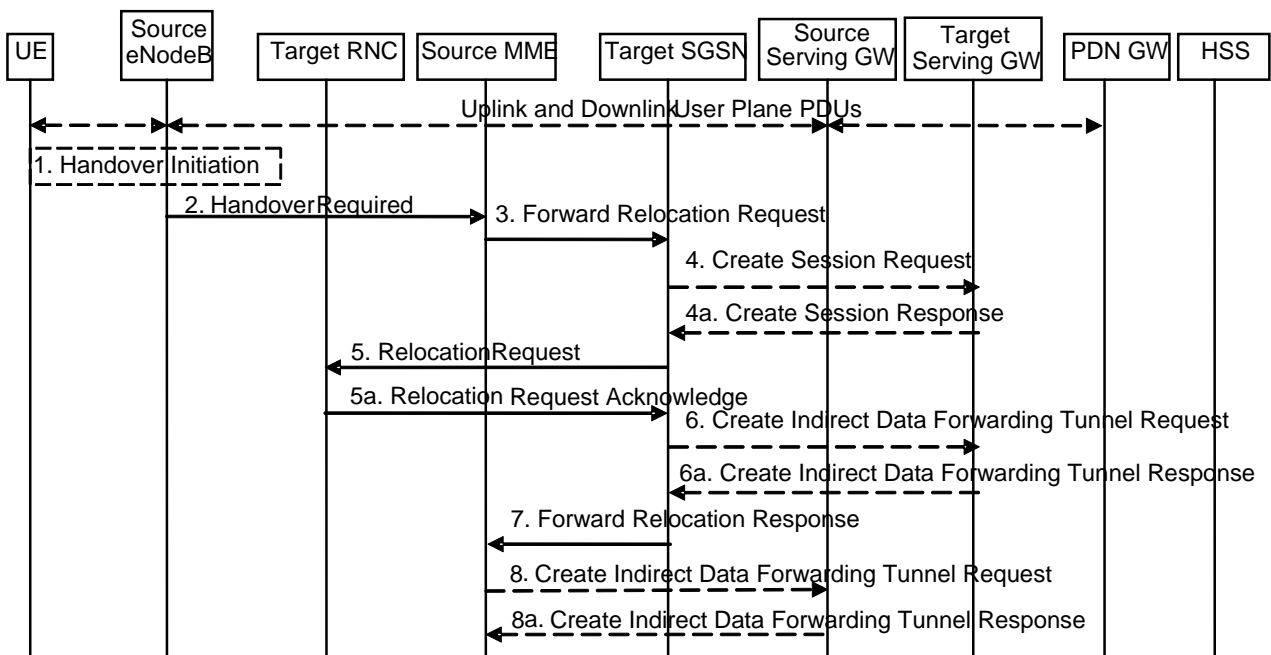 UE
Source
eNodeB
Target RNC
Source MME
Target SGSN
Source
Serving GW
Target
Serving GW
PDN GW
HSS
Uplink and Downlink User Plane PDUs
1. Handover Initiation
2. Handover Required
3. Forward Relocation Request
4. Create Session Request
4a. Create Session Response
5. Relocation Request
5a. Relocation Request Acknowledge
6. Create Indirect Data Forwarding Tunnel Request
6a. Create Indirect Data Forwarding Tunnel Response
7. Forward Relocation Response
8. Create Indirect Data Forwarding Tunnel Request
8a. Create Indirect Data Forwarding Tunnel Response